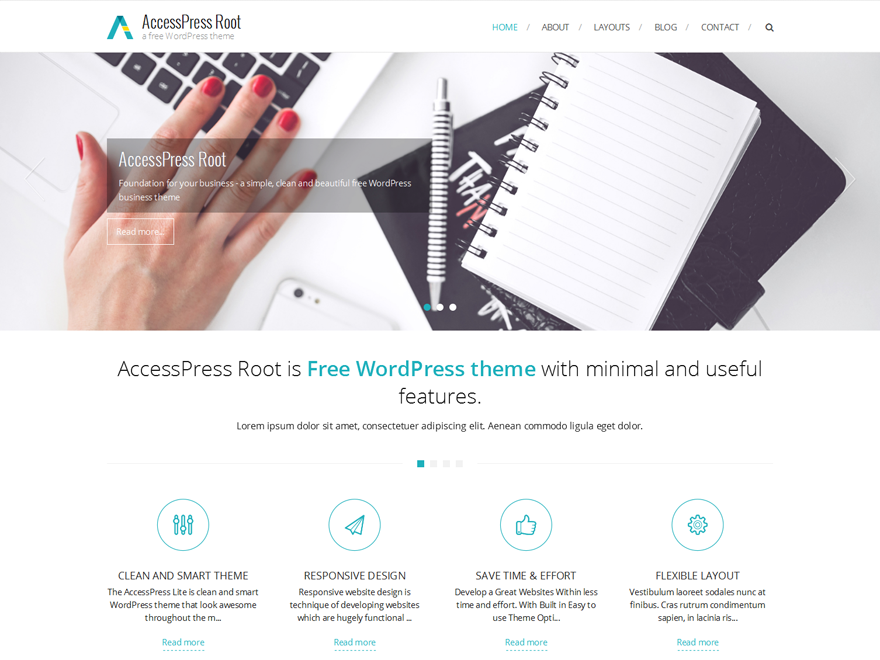 AccessPress Root
a free WordPress theme
HOME / ABOUT / LAYOUTS / BLOG / CONTACT /
AccessPress Root
Foundation for your business - a simple, clean and beautiful free WordPress
business theme
Read more..
AccessPress Root is Free WordPress theme with minimal and useful
features.
Lorem ipsum dolor sit amet, consectetuer adipiscing elit. Aenean commodo ligula eget dolor.
CLEAN AND SMART THEME
The AccessPress Lite is clean and smart
WordPress theme that look awesome
throughout the m...
Read more
RESPONSIVE DESIGN
Responsive website design is
technique of developing websites
which are hugely functional ...
Read more
SAVE TIME & EFFORT
Develop a Great Websites Within less
time and effort. With Built in Easy to
use Theme Opti...
Read more
FLEXIBLE LAYOUT
Vestibulum laoreet sodales nunc at
finibus. Cras rutrum condimentum
sapien, in lacinia ris...
Read more